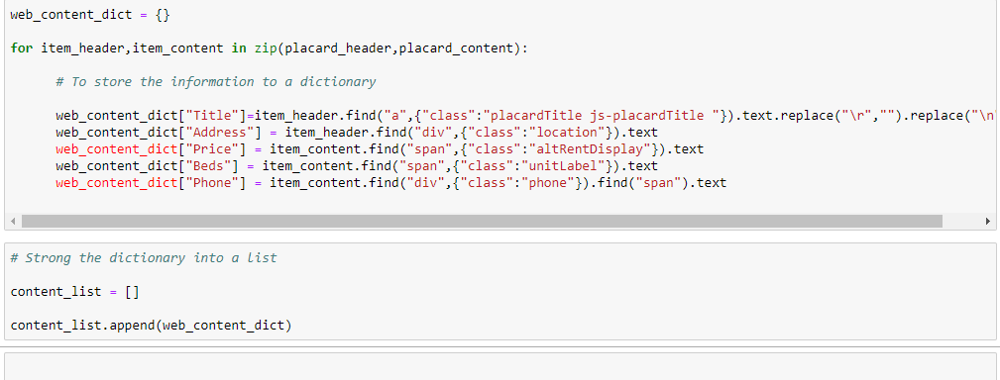 web_content_dict = {}
for item_header,item_content in zip(placard_header,placard_content):
# To store the information to a dictionary
web_content_dict["Title"]=item_header.find("a",{"class":"placardTitle js-placardTitle "}).text.replace("\r","").replace("\n"
web_content_dict["Address"] = item_header.find("div",{"class":"location"}).text
web_content_dict["Price"] = item_content.find("span",{"class":"altRentDisplay"}).text
web_content_dict["Beds"] = item_content.find("span",{"class":"unitLabel"}).text
web_content_dict["Phone"] = item_content.find("div",{"class":"phone"}).find("span").text
# Strong the dictionary into a list
content_list = []
content_list.append(web_content_dict)